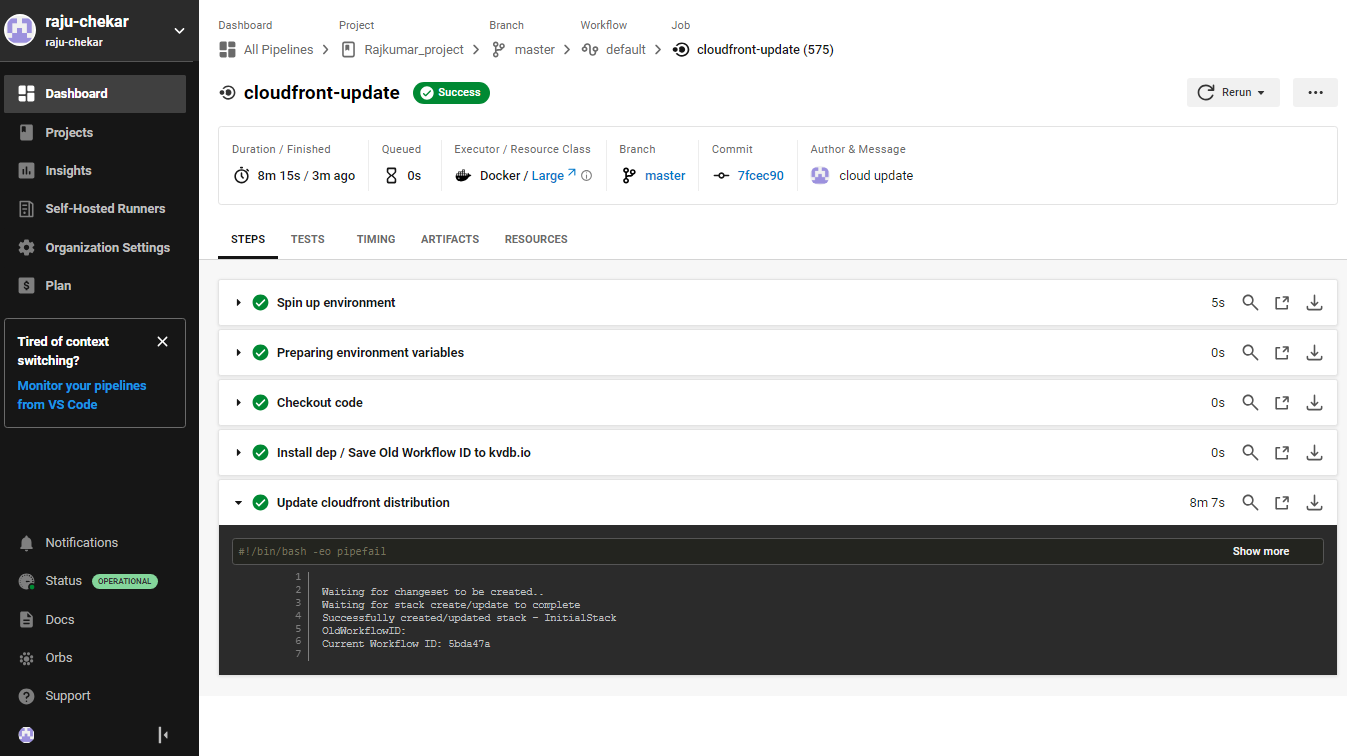 raju-chekar
raju-chekar
Dashboard
Projects
Insights
Self-Hosted Runners
Organization Settings
$ Plan
Tired of context
switching?
Monitor your pipelines
from VS Code
Notifications
Status OPERATIONAL
Docs
Orbs
? Support
Dashboard Project Branch Workflow Job
All Pipelines Rajkumar_project master default cloudfront-update (575)
cloudfront-update Success Rerun
Duration / Finished Queued Executor / Resource Class Branch Commit Author & Message
8m 15s / 3m ago 0s Docker / Large master 7fcec90 cloud update
STEPS TESTS TIMING ARTIFACTS RESOURCES
Spin up environment 5s
Preparing environment variables 0s
Checkout code 0s
Install dep / Save Old Workflow ID to kvdb.io 0s
Update cloudfront distribution 8m 7s
#!/bin/bash -eo pipefail Show more
1
2 Waiting for changeset to be created..
3 Waiting for stack create/update to complete
4 Successfully created/updated stack - InitialStack
5 OldWorkflowID:
6 Current Workflow ID: 5bda47a
7